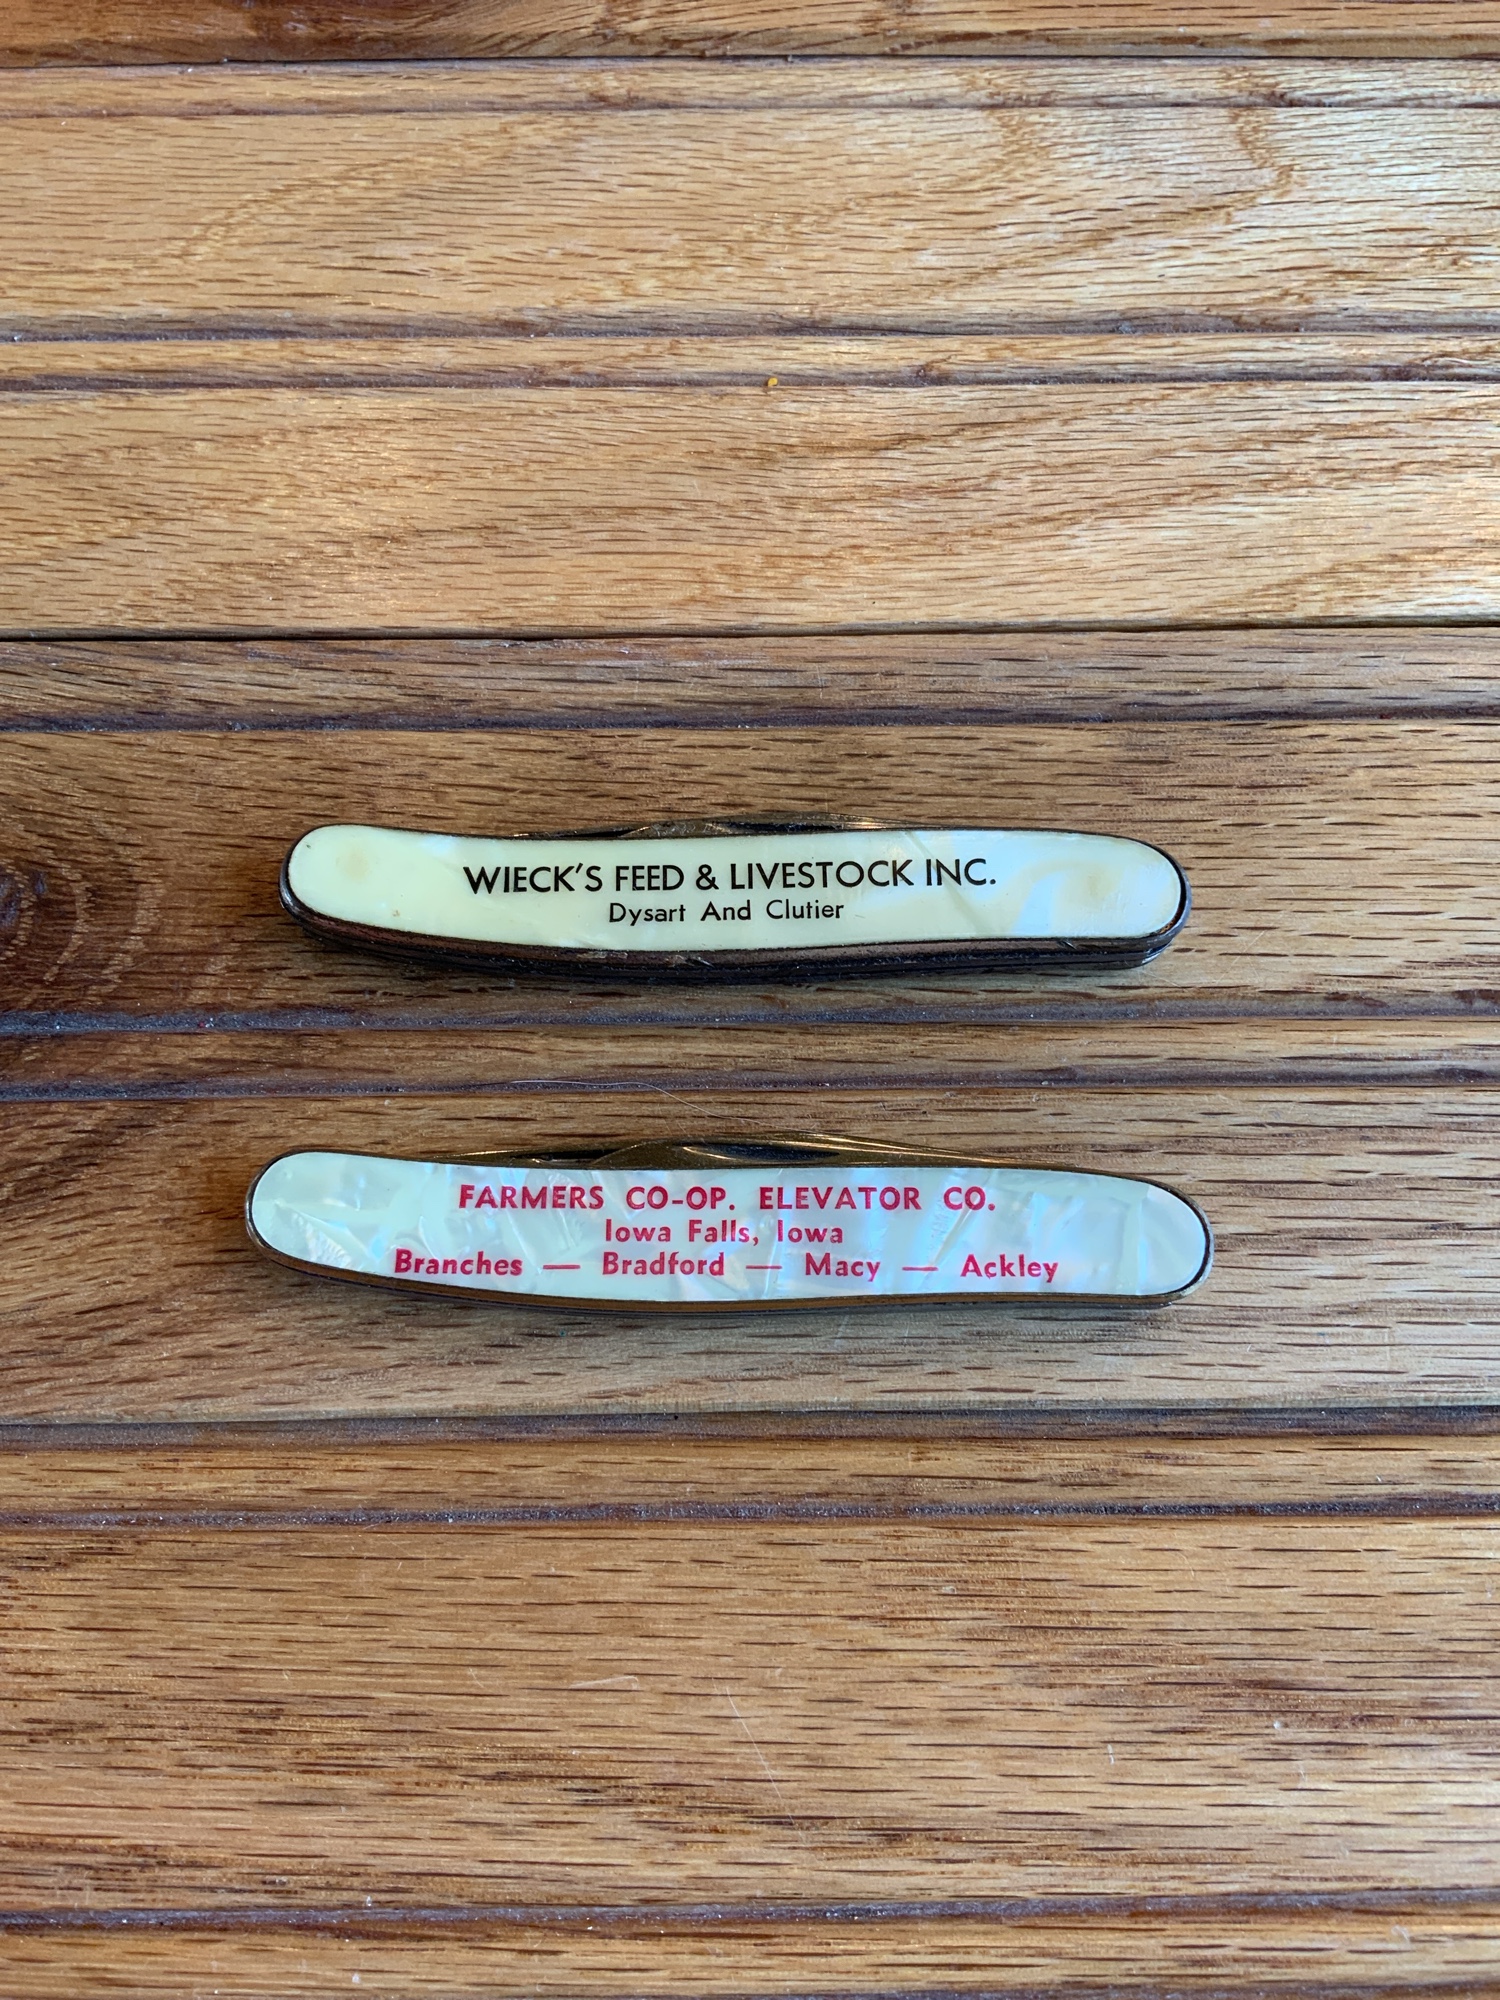 WIECK'S FEED & LIVESTOCK INC.
Dysart And Clutier
FARMERS CO-OP. ELEVATOR CO.
Iowa Falls, Iowa
Branches — Bradford — Macy — Ackley